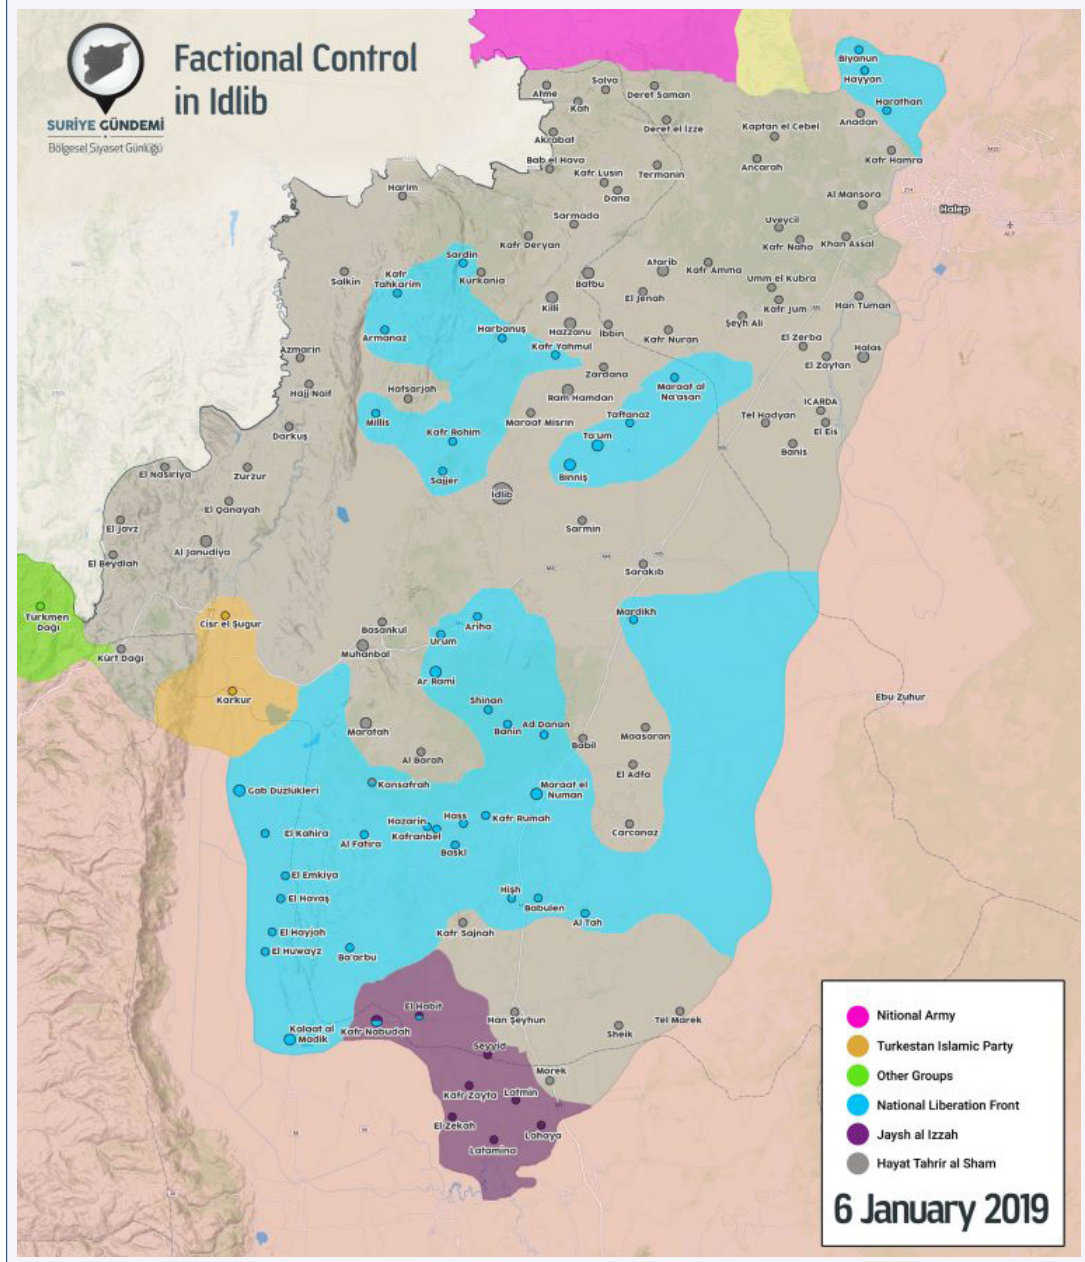 Factional Control
in Idlib
SURİYE GÜNDEMİ
Bölgesel Siyaset Günlüğü
Biyanun
Hayyan
Harathan
Anadan
Kafr Hamra
Atme
Salva
Kah
Deret Saman
Deret el İzze
Kaptan el Cebel
Akrabat
Bab el Hava
Kafr Lusin
Termanin
Ancarah
Dana
Harim
Al Mansora
Halep
Sarmada
Uveycil
Kafr Deryan
Kafr Naha
Khan Assal
Sardin
Kafr
Tahkarim
Salkin
Kurkania
Batbu
Atarib
Kafr Amma
Umm el Kubra
El Jenah
Killi
Kafr Jum
Han Tuman
Armanaz
Harbanuş
Hazzanu
İbbin
Kafr Nuran
Şeyh Ali
El Zerba
Halas
Kafr Yahmul
El Zaytan
Azmarin
Zardana
Hajj Naif
Hafsarjah
Ram Hamdan
Maraat al
Na'asan
ICARDA
Millis
Maraat Misrin
Taftanaz
Tel Hadyan
El Eis
Darkuş
Kafr Rohim
Ta'um
Banis
El Nasiriya
Zurzur
Sajjer
Binniş
İdlib
El Qanayah
El Javz
Sarmin
Al Janudiya
El Beydlah
Sarakıb
Türkmen
Dağı
Cisr el Şugur
Basankul
Ariha
Mardikh
Urum
Kürt Dağı
Muhanbal
Ar Rami
Karkur
Shinan
Ebu Zuhur
Maratah
Banin
Ad Danan
Babil
Maasaran
Al Barah
El Adfa
Gab Duzlukleri
Kansafrah
Maraat el
Numan
Hazarin
Hass
Kafr Rumah
Carcanaz
El Kahira
Al Fatira
Kafranbel
Baskl
El Emkiya
El Havaş
Hish
Babulen
Al Tah
El Hayjah
Kafr Sajnah
El Huwayz
Ba'arbu
Kalaat al
Madik
Kafr Nabudah
El Habit
Han Şeyhun
Sheik
Tel Marek
Seyyid
Morek
Kafr Zayta
Latmin
El Zekah
Lahaya
Latamina
Nitional Army
Turkestan Islamic Party
Other Groups
National Liberation Front
Jaysh al Izzah
Hayat Tahrir al Sham
6 January 2019